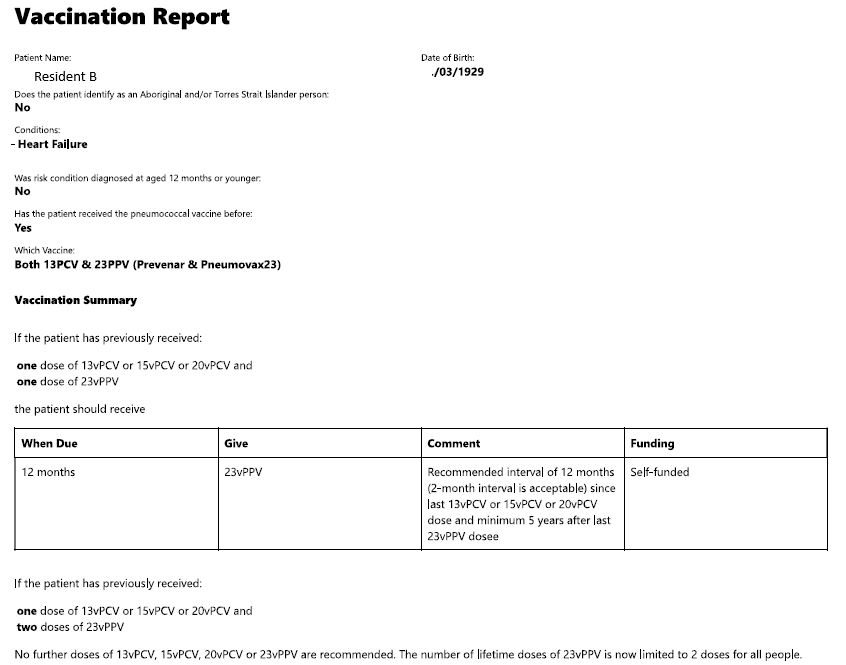 Vaccination Report
Patient Name:
Date of Birth:
Resident B
./03/1929
Does the patient identify as an Aboriginal and/or Torres Strait Islander person:
No
Conditions:
- Heart Failure
Was risk condition diagnosed at aged 12 months or younger:
No
Has the patient received the pneumococcal vaccine before:
Yes
Which Vaccine:
Both 13PCV & 23PPV (Prevenar & Pneumovax23)
Vaccination Summary
If the patient has previously received:
one dose of 13vPCV or 15vPCV or 20vPCV and
one dose of 23vPPV
the patient should receive
When Due Give Comment Funding
12 months 23vPPV Recommended interval of 12 months Self-funded
(2-month interval is acceptable) since
last 13vPCV or 15vPCV or 20vPCV
dose and minimum 5 years after last
23vPPV dosee
If the patient has previously received:
one dose of 13vPCV or 15vPCV or 20vPCV and
two doses of 23vPPV
No further doses of 13vPCV, 15vPCV, 20vPCV or 23vPPV are recommended. The number of lifetime doses of 23vPPV is now limited to 2 doses for all people.